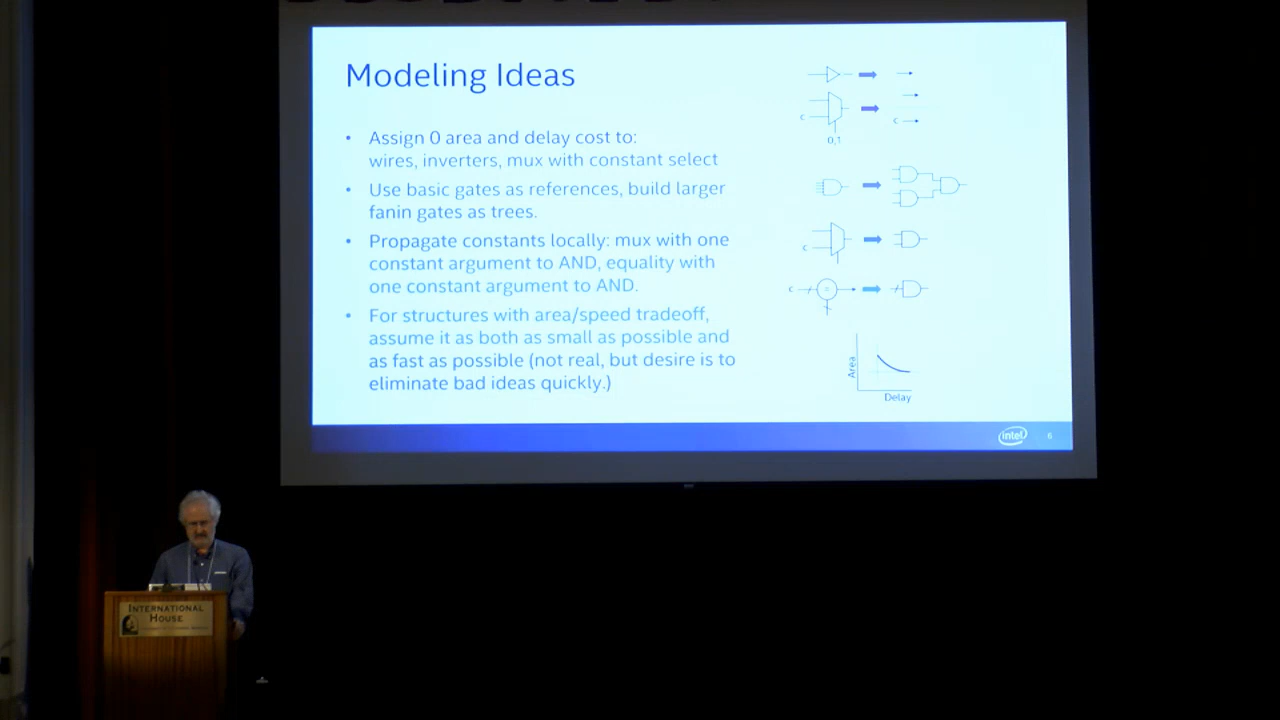 Modeling Ideas
• Assign 0 area and delay cost to:
wires, inverters, mux with constant select
• Use basic gates as references, build larger
fanin gates as trees.
• Propagate constants locally: mux with one
constant argument to AND, equality with
one constant argument to AND.
• For structures with area/speed tradeoff,
assume it as both as small as possible and
as fast as possible (not real, but desire is to
eliminate bad ideas quickly.)
c
c
0,1
c
c
=
Area
Delay
intel
6
INTERNATIONAL
HOUSE